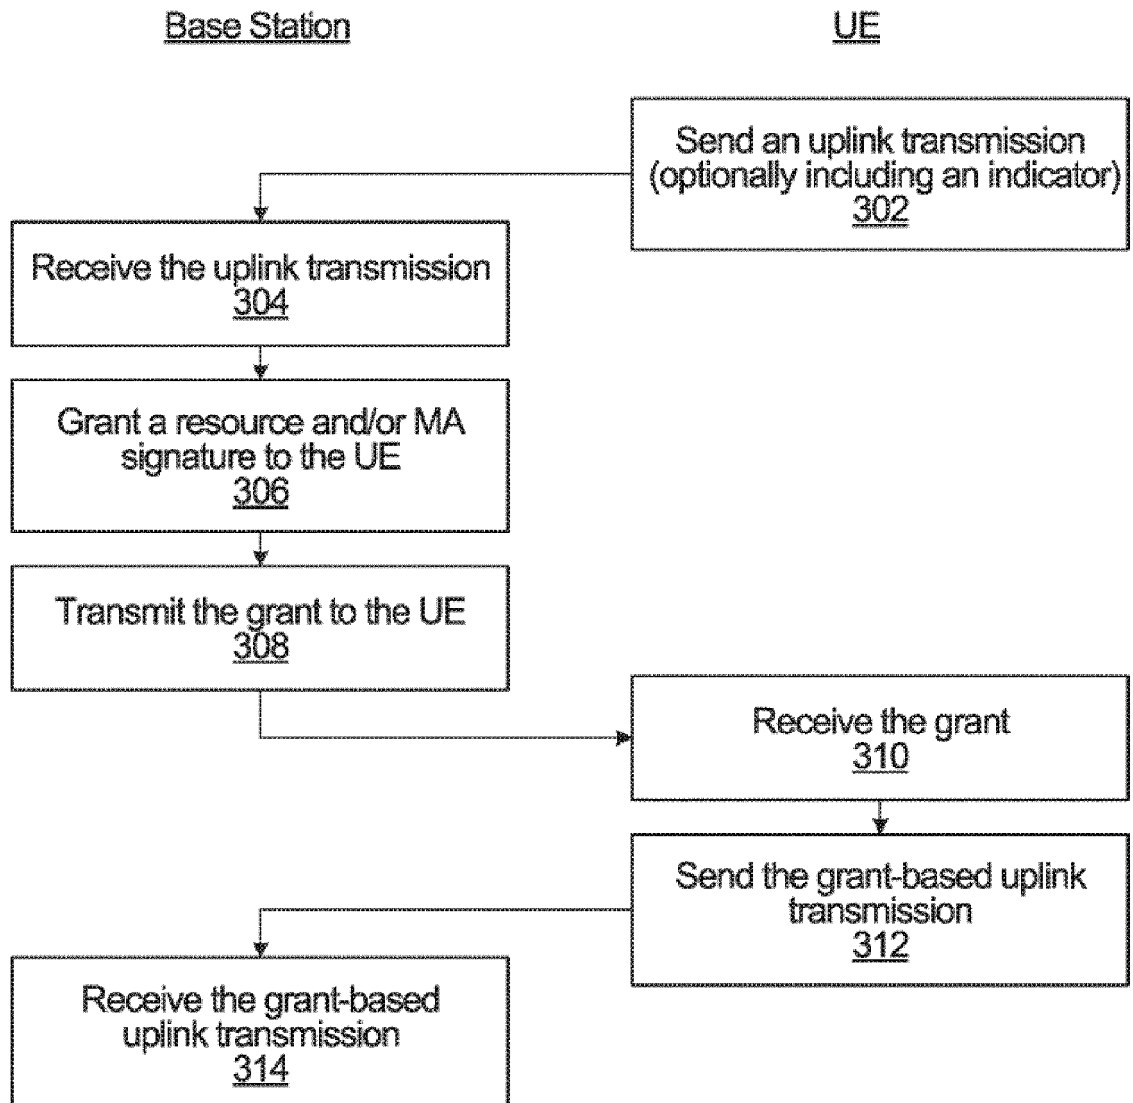 Base Station
UE
Send an uplink transmission
(optionally including an indicator)
302
Receive the uplink transmission
304
Grant a resource and/or MA
signature to the UE
306
Transmit the grant to the UE
308
Receive the grant
310
Send the grant-based uplink
transmission
312
Receive the grant-based
uplink transmission
314